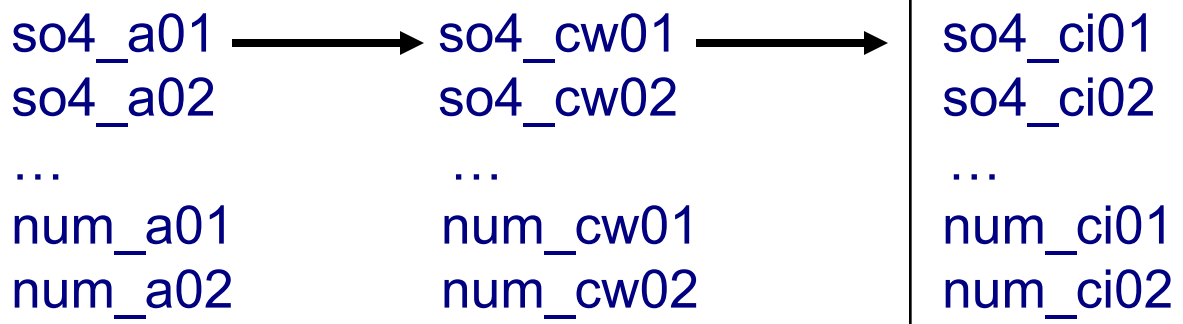 so4_a01 so4_cw01 so4_ci01
so4_a02 so4_cw02 so4_ci02
… … …
num_a01 num_cw01 num_ci01
num_a02 num_cw02 num_ci02